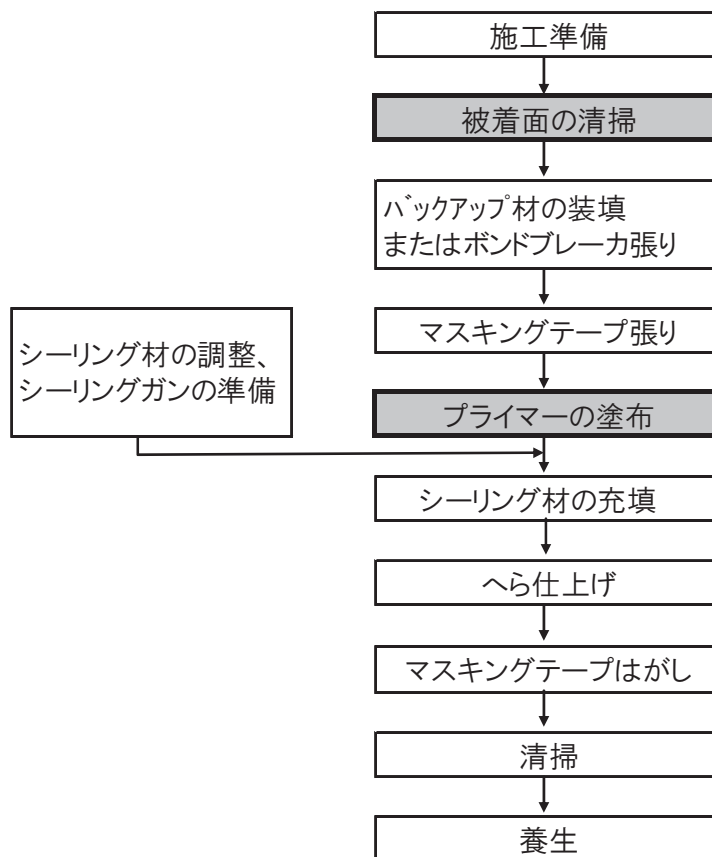 施工準備
被着面の清掃
バックアップ材の装填
またはボンドブレーカ張り
マスキングテープ張り
シーリング材の調整、
シーリングガンの準備
プライマーの塗布
シーリング材の充填
へら仕上げ
マスキングテープはがし
清掃
養生